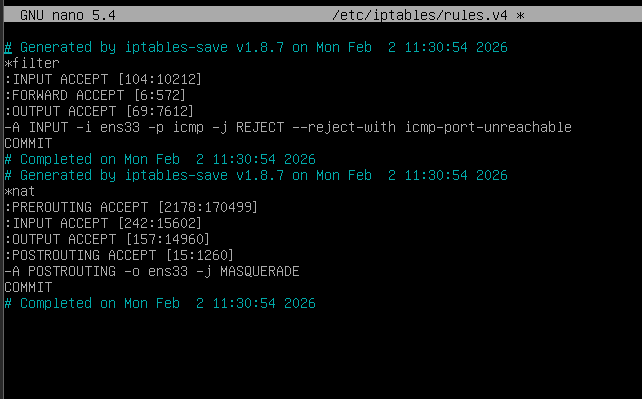 GNU nano 5.4 /etc/iptables/rules.v4 *
# Generated by iptables-save v1.8.7 on Mon Feb  2 11:30:54 2026
*filter
:INPUT ACCEPT [104:10212]
:FORWARD ACCEPT [6:572]
:OUTPUT ACCEPT [69:7612]
-A INPUT -i ens33 -p icmp -j REJECT --reject-with icmp-port-unreachable
COMMIT
# Completed on Mon Feb  2 11:30:54 2026
# Generated by iptables-save v1.8.7 on Mon Feb  2 11:30:54 2026
*nat
:PREROUTING ACCEPT [2178:170499]
:INPUT ACCEPT [242:15602]
:OUTPUT ACCEPT [157:14960]
:POSTROUTING ACCEPT [15:1260]
-A POSTROUTING -o ens33 -j MASQUERADE
COMMIT
# Completed on Mon Feb  2 11:30:54 2026